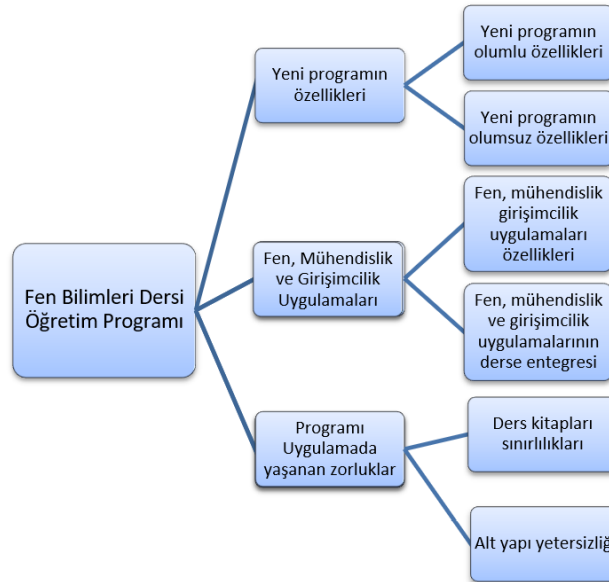 Yeni programın
özellikleri
Yeni programın
olumlu özellikleri
Yeni programın
olumsuz özellikleri
Fen Bilimleri Dersi
Öğretim Programı
Fen, Mühendislik
ve Girişimcilik
Uygulamaları
Fen, mühendislik
girişimcilik
uygulamaları
özellikleri
Fen, mühendislik
ve girişimcilik
uygulamalarının
derse entegresi
Programı
Uygulamada
yaşanan zorluklar
Ders kitapları
sınırlılıkları
Alt yapı yetersizliğ